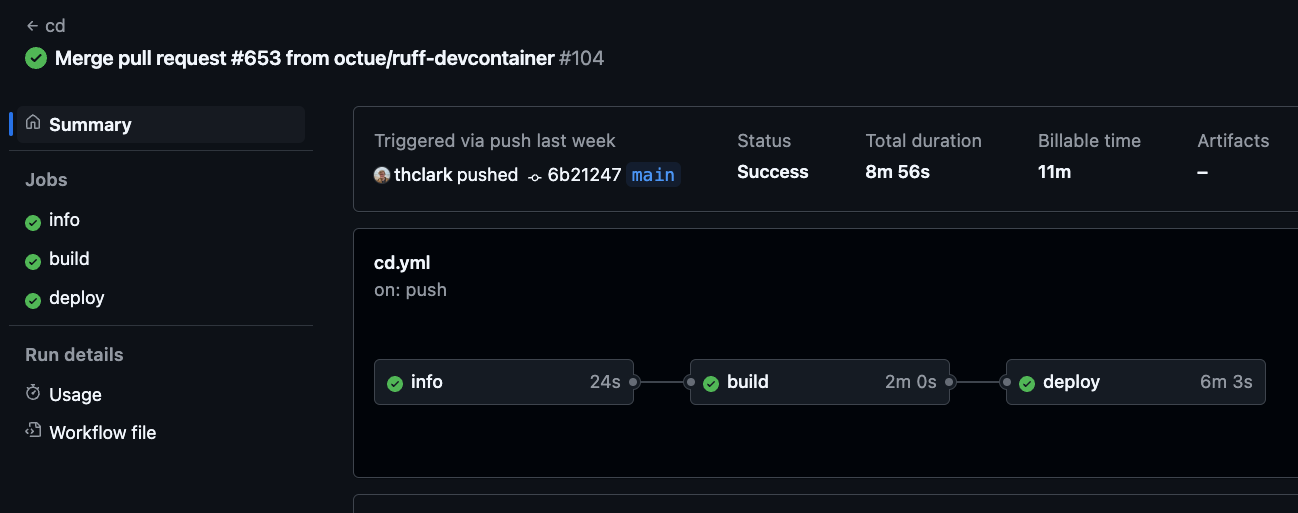 ← cd
Merge pull request #653 from octue/ruff-devcontainer #104
Summary
Jobs
info
build
deploy
Run details
Usage
Workflow file
Triggered via push last week
thclark pushed 6b21247 main
Status
Success
Total duration
8m 56s
Billable time
11m
Artifacts
–
cd.yml
on: push
info 24s
build 2m 0s
deploy 6m 3s